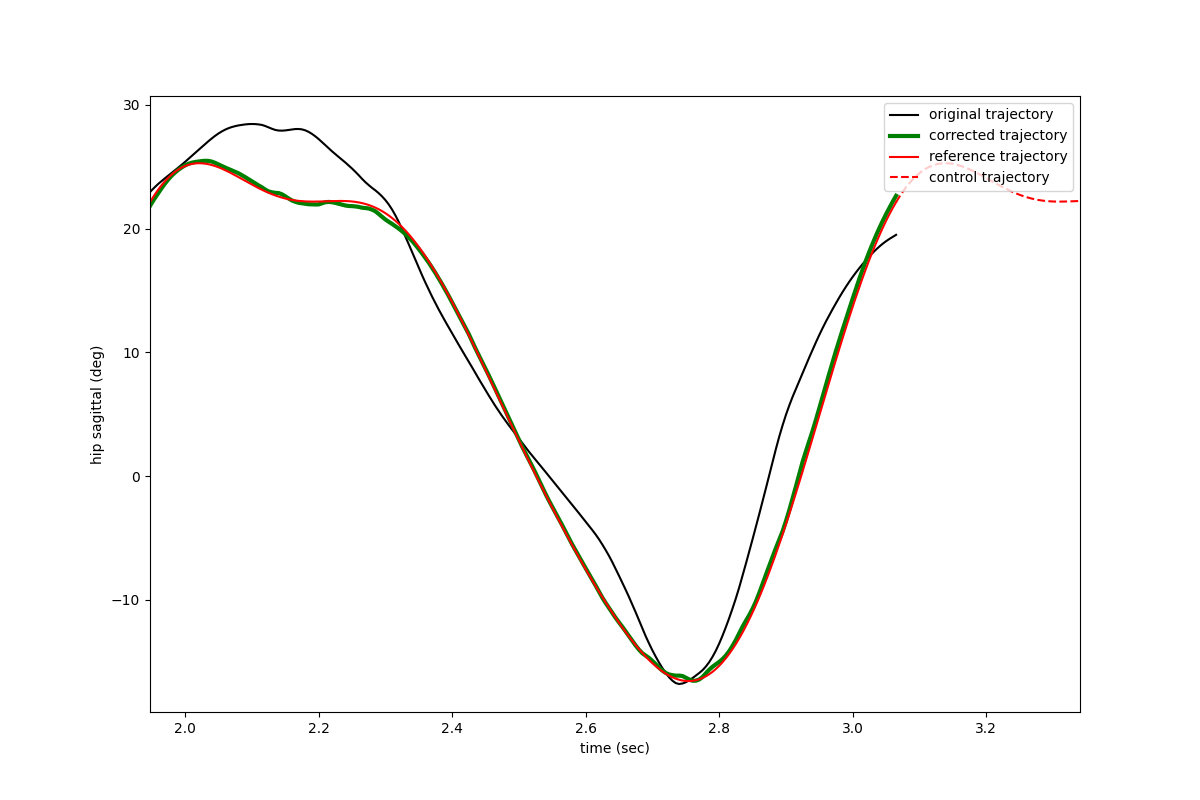 30
20
10
0
−10
2.0
2.2
2.4
2.6
2.8
3.0
3.2
time (sec)
hip sagittal (deg)
original trajectory
corrected trajectory
reference trajectory
control trajectory